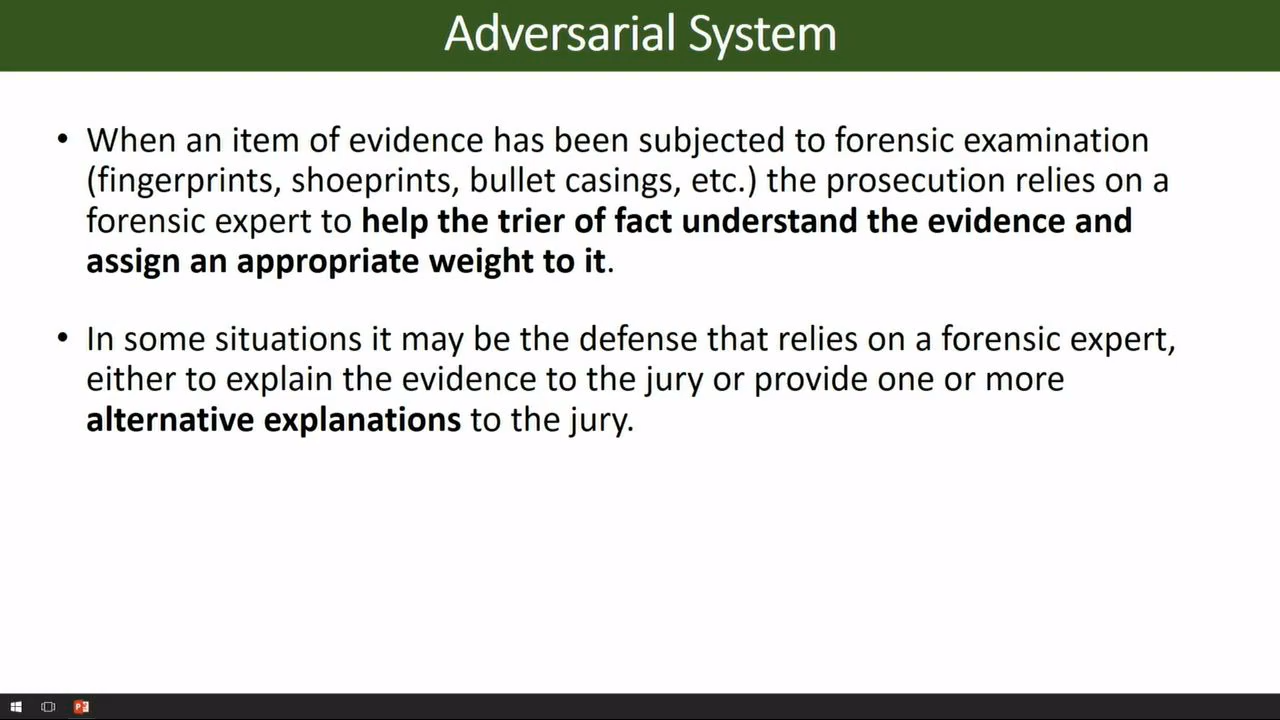 Adversarial System
• When an item of evidence has been subjected to forensic examination
(fingerprints, shoeprints, bullet casings, etc.) the prosecution relies on a
forensic expert to help the trier of fact understand the evidence and
assign an appropriate weight to it.
• In some situations it may be the defense that relies on a forensic expert,
either to explain the evidence to the jury or provide one or more
alternative explanations to the jury.